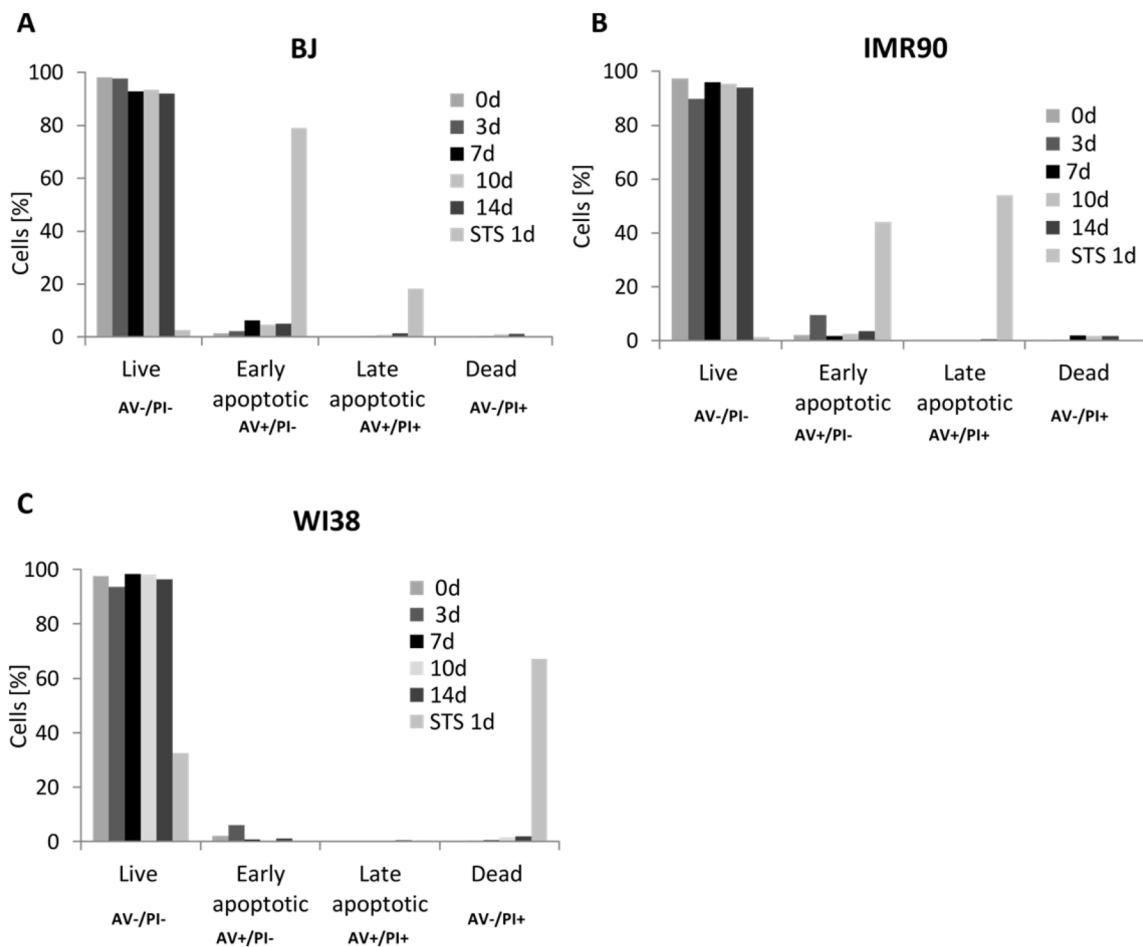 A
BJ
Cells [%]
100
80
60
40
20
0
0d
3d
7d
10d
14d
STS 1d
Live
Early
apoptotic
Late
apoptotic
Dead
AV-/PI-
AV+/PI-
AV+/PI+
AV-/PI+
B
IMR90
Cells [%]
100
80
60
40
20
0
0d
3d
7d
10d
14d
STS 1d
Live
Early
apoptotic
Late
apoptotic
Dead
AV-/PI-
AV+/PI-
AV+/PI+
AV-/PI+
C
WI38
Cells [%]
100
80
60
40
20
0
0d
3d
7d
10d
14d
STS 1d
Live
Early
apoptotic
Late
apoptotic
Dead
AV-/PI-
AV+/PI-
AV+/PI+
AV-/PI+